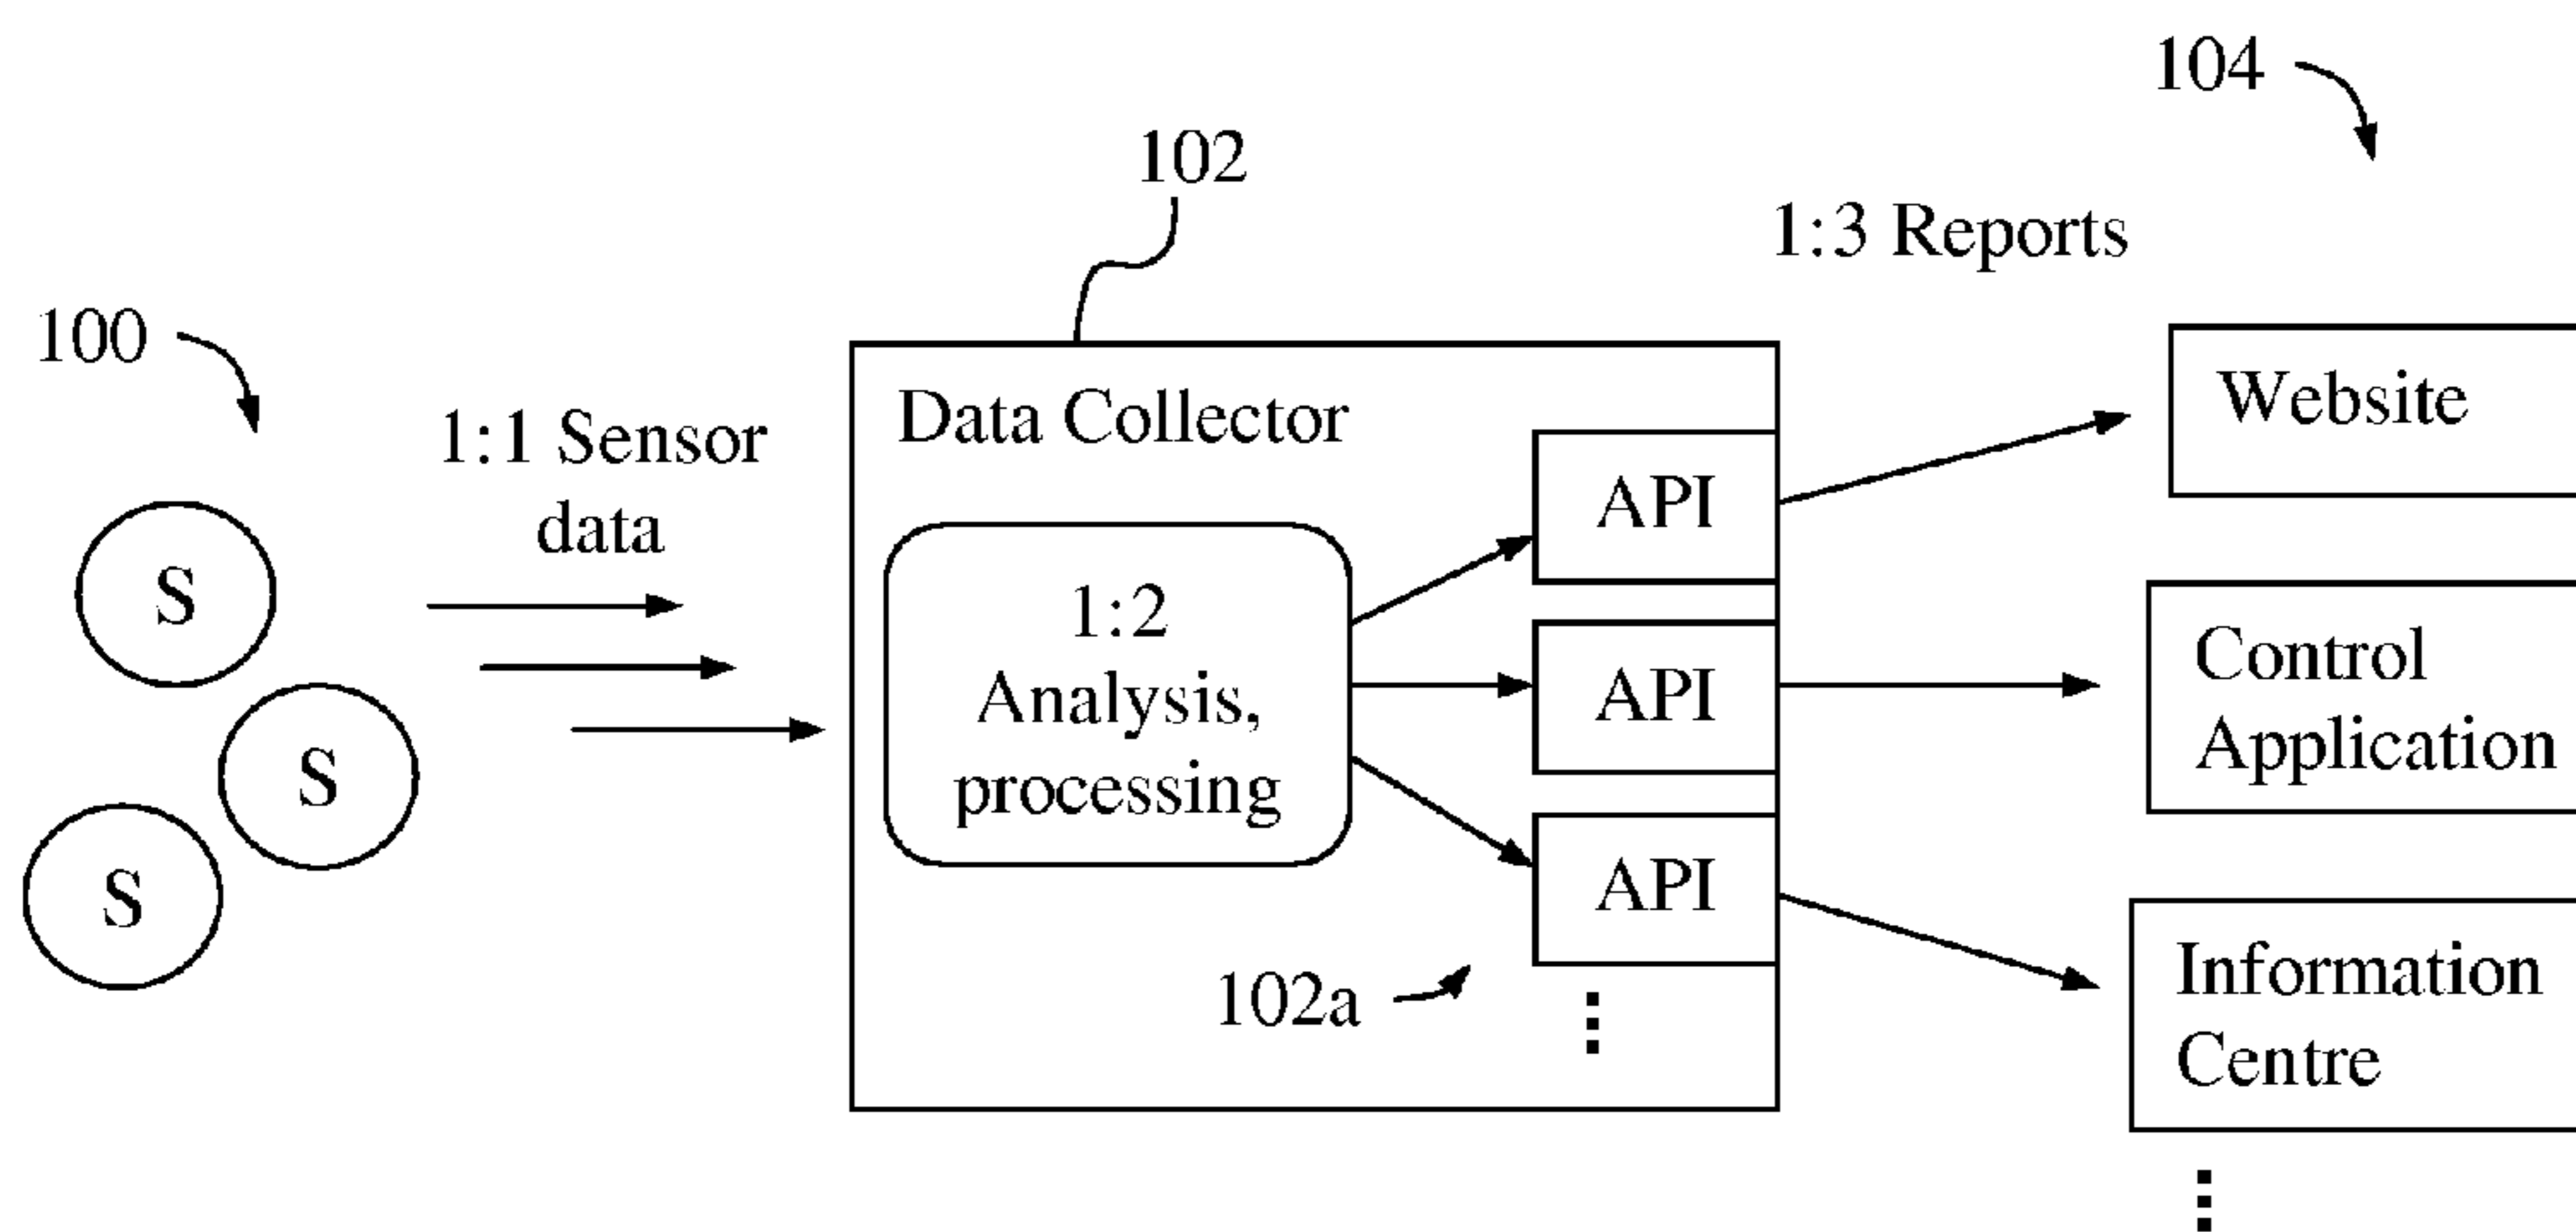 104
102
1:3 Reports
100
1:1 Sensor
data
Data Collector
Website
API
S
1:2
Analysis,
processing
API
Control
Application
S
S
API
102a
Information
Centre